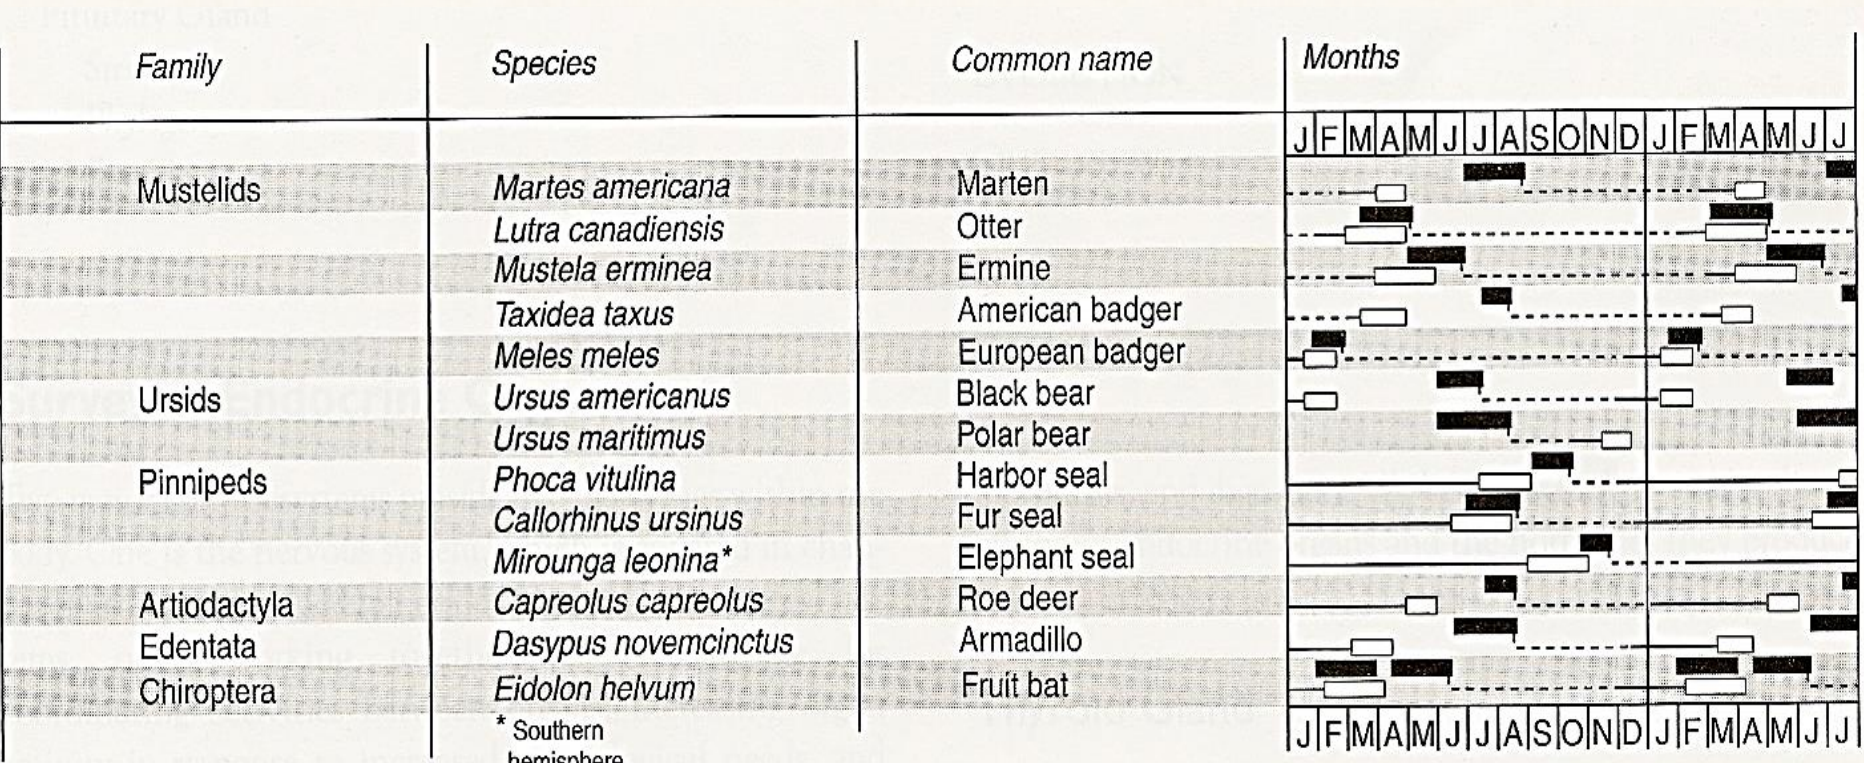 Family Species Common name Months
J F M A M J J A S O N D J F M A M J J
Mustelids Martes americana Marten
Lutra canadiensis Otter
Mustela erminea Ermine
Taxidea taxus American badger
Meles meles European badger
Ursids Ursus americanus Black bear
Ursus maritimus Polar bear
Pinnipeds Phoca vitulina Harbor seal
Callorhinus ursinus Fur seal
Mirounga leonina* Elephant seal
Artiodactyla Capreolus capreolus Roe deer
Edentata Dasypus novemcinctus Armadillo
Chiroptera Eidolon helvum Fruit bat
* Southern
hemisphere
J F M A M J J A S O N D J F M A M J J